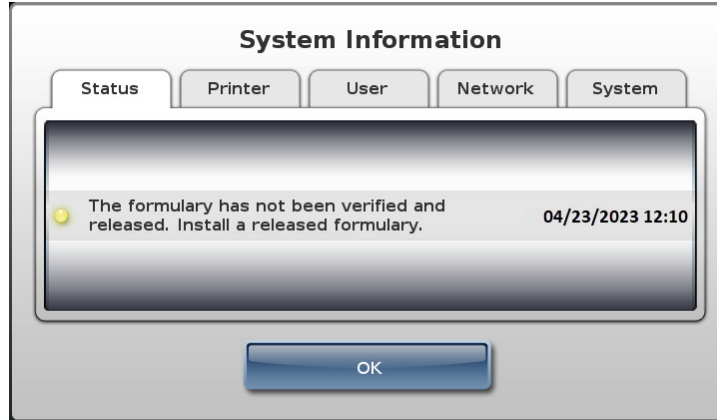 System Information
Status Printer User Network System
The formulary has not been verified and
released. Install a released formulary.
04/23/2023 12:10
OK